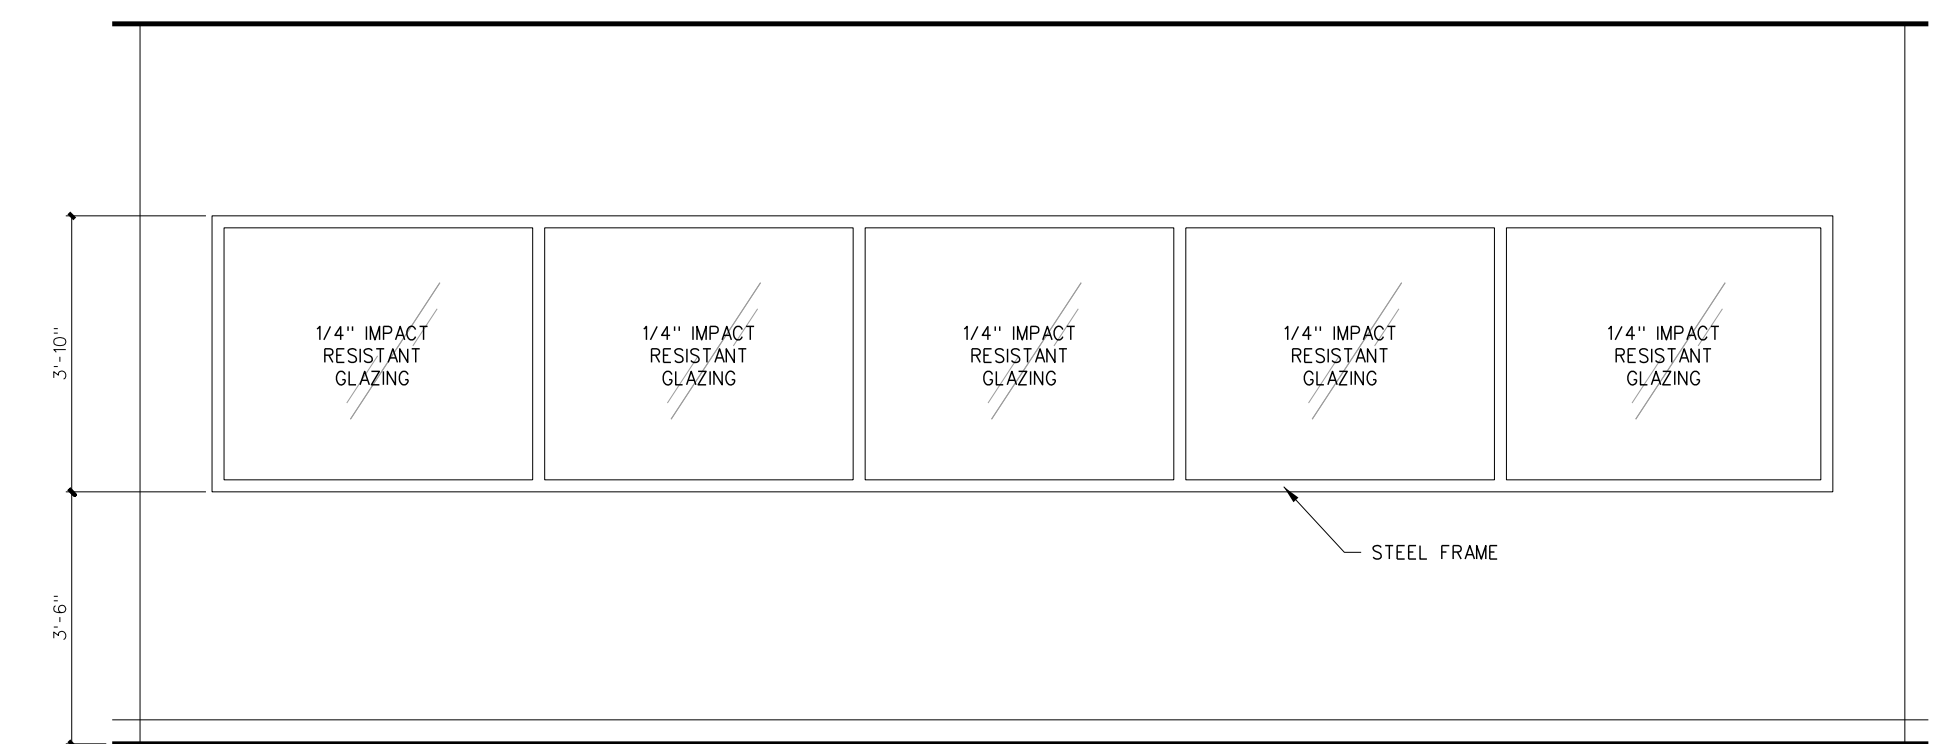 3'-10"
1/4" IMPACT
RESISTANT
GLAZING
1/4" IMPACT
RESISTANT
GLAZING
1/4" IMPACT
RESISTANT
GLAZING
1/4" IMPACT
RESISTANT
GLAZING
1/4" IMPACT
RESISTANT
GLAZING
STEEL FRAME
3'-6"